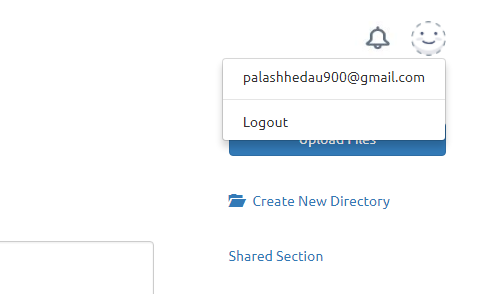 palashhedau900@gmail.com
Logout
Upload Files
Create New Directory
Shared Section